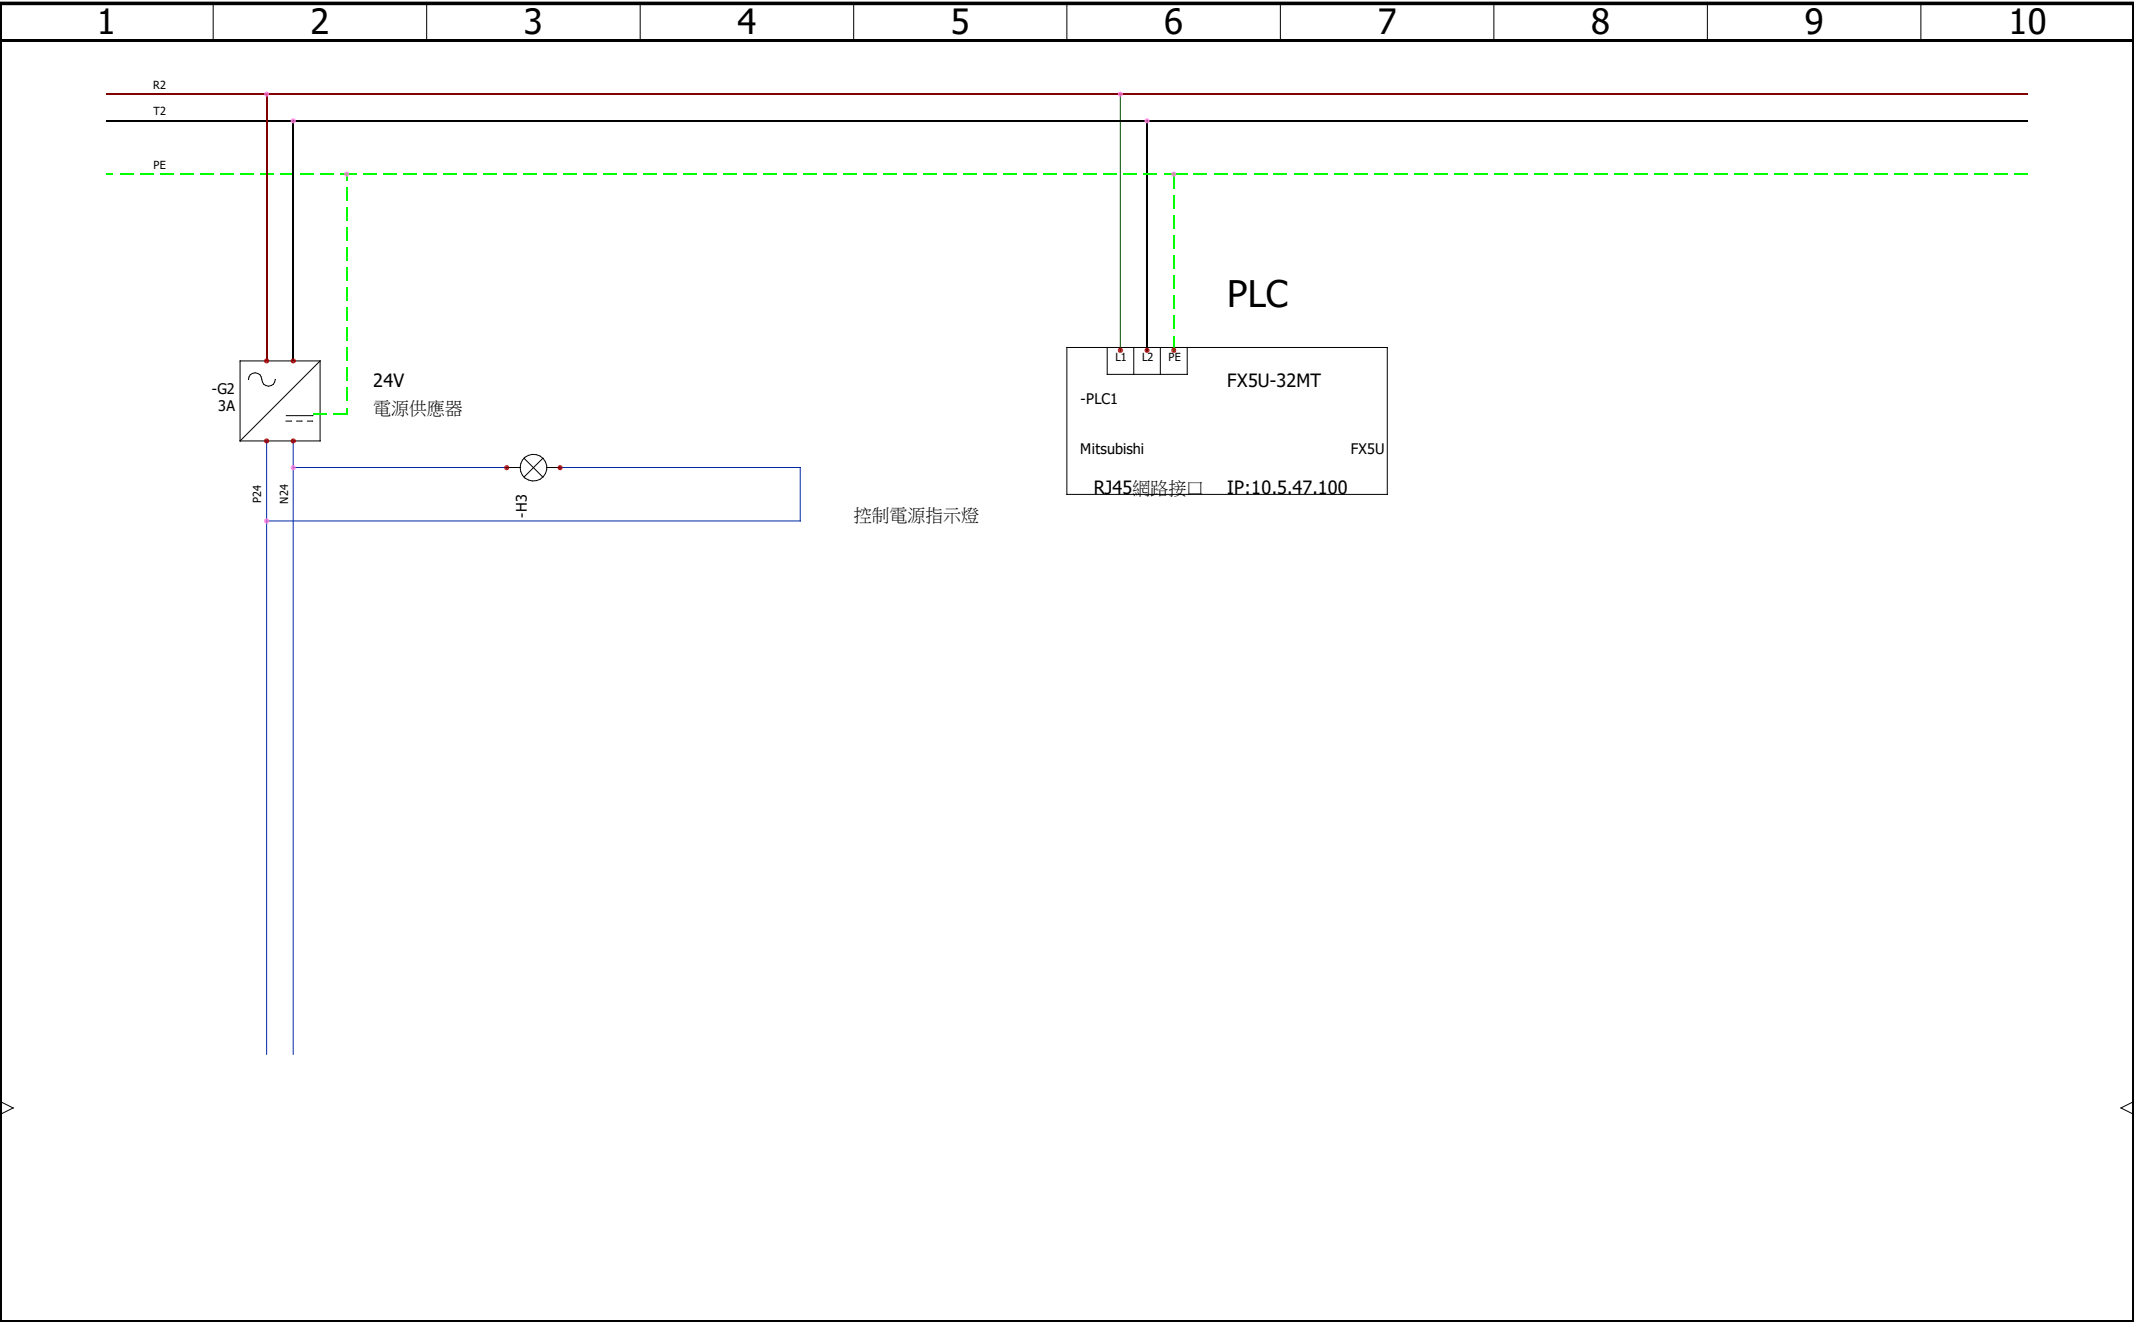 1 2 3 4 5 6 7 8 9 10
R2
T2
PE
PLC
L1 L2 PE
-G2
3A
24V
電源供應器
FX5U-32MT
-PLC1
Mitsubishi FX5U
RJ45網路接口 IP:10.5.47.100
P24
N24
-H3
控制電源指示燈